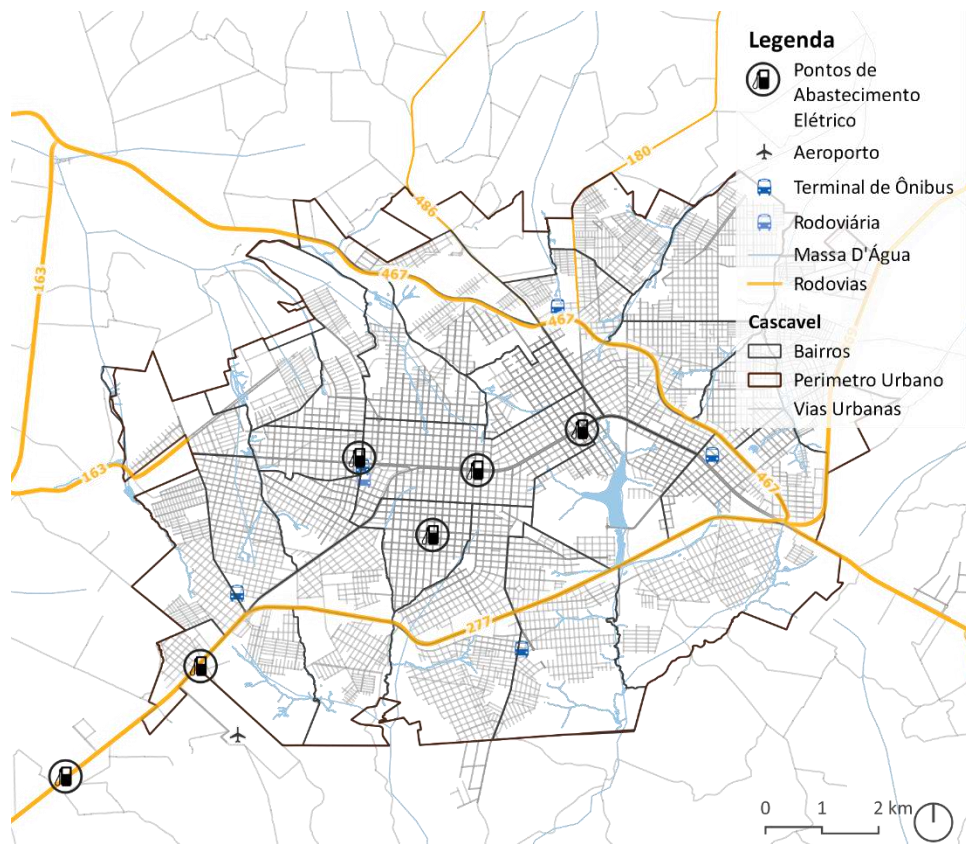 Legenda
Pontos de
Abastecimento
Elétrico
Aeroporto
Terminal de Ônibus
Rodoviária
Massa D'Água
Rodovias
Cascavel
Bairros
Perimetro Urbano
Vias Urbanas
180
486
163
467
467
163
467
277
0 1 2 km